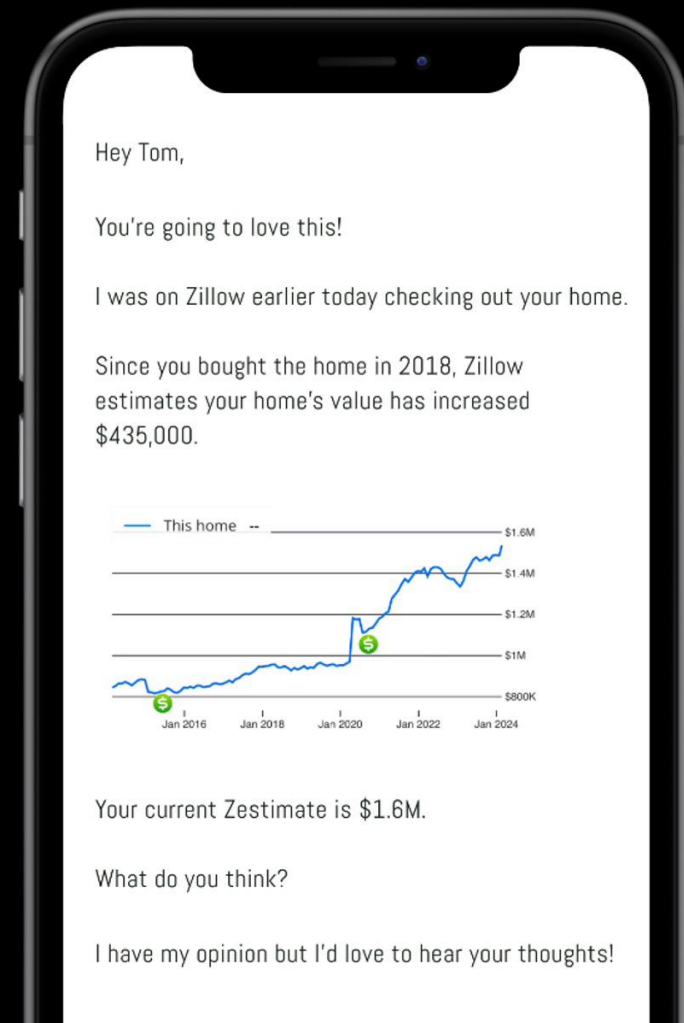 Hey Tom,
You're going to love this!
I was on Zillow earlier today checking out your home.
Since you bought the home in 2018, Zillow
estimates your home's value has increased
$435,000.
This home --
$1.6M
$1.4M
$1.2M
$1M
$800K
$
$
Jan 2016 Jan 2018 Jan 2020 Jan 2022 Jan 2024
Your current Zestimate is $1.6M.
What do you think?
I have my opinion but I'd love to hear your thoughts!